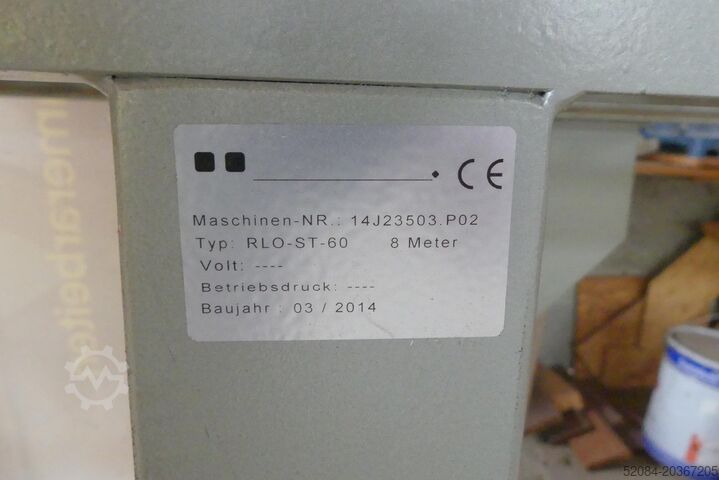 CE
Maschinen-NR.: 14J23503.P02
Typ: RLO-ST-60 8 Meter
Volt: ----
Betriebsdruck: ----
Baujahr : 03 / 2014
52084-20367205